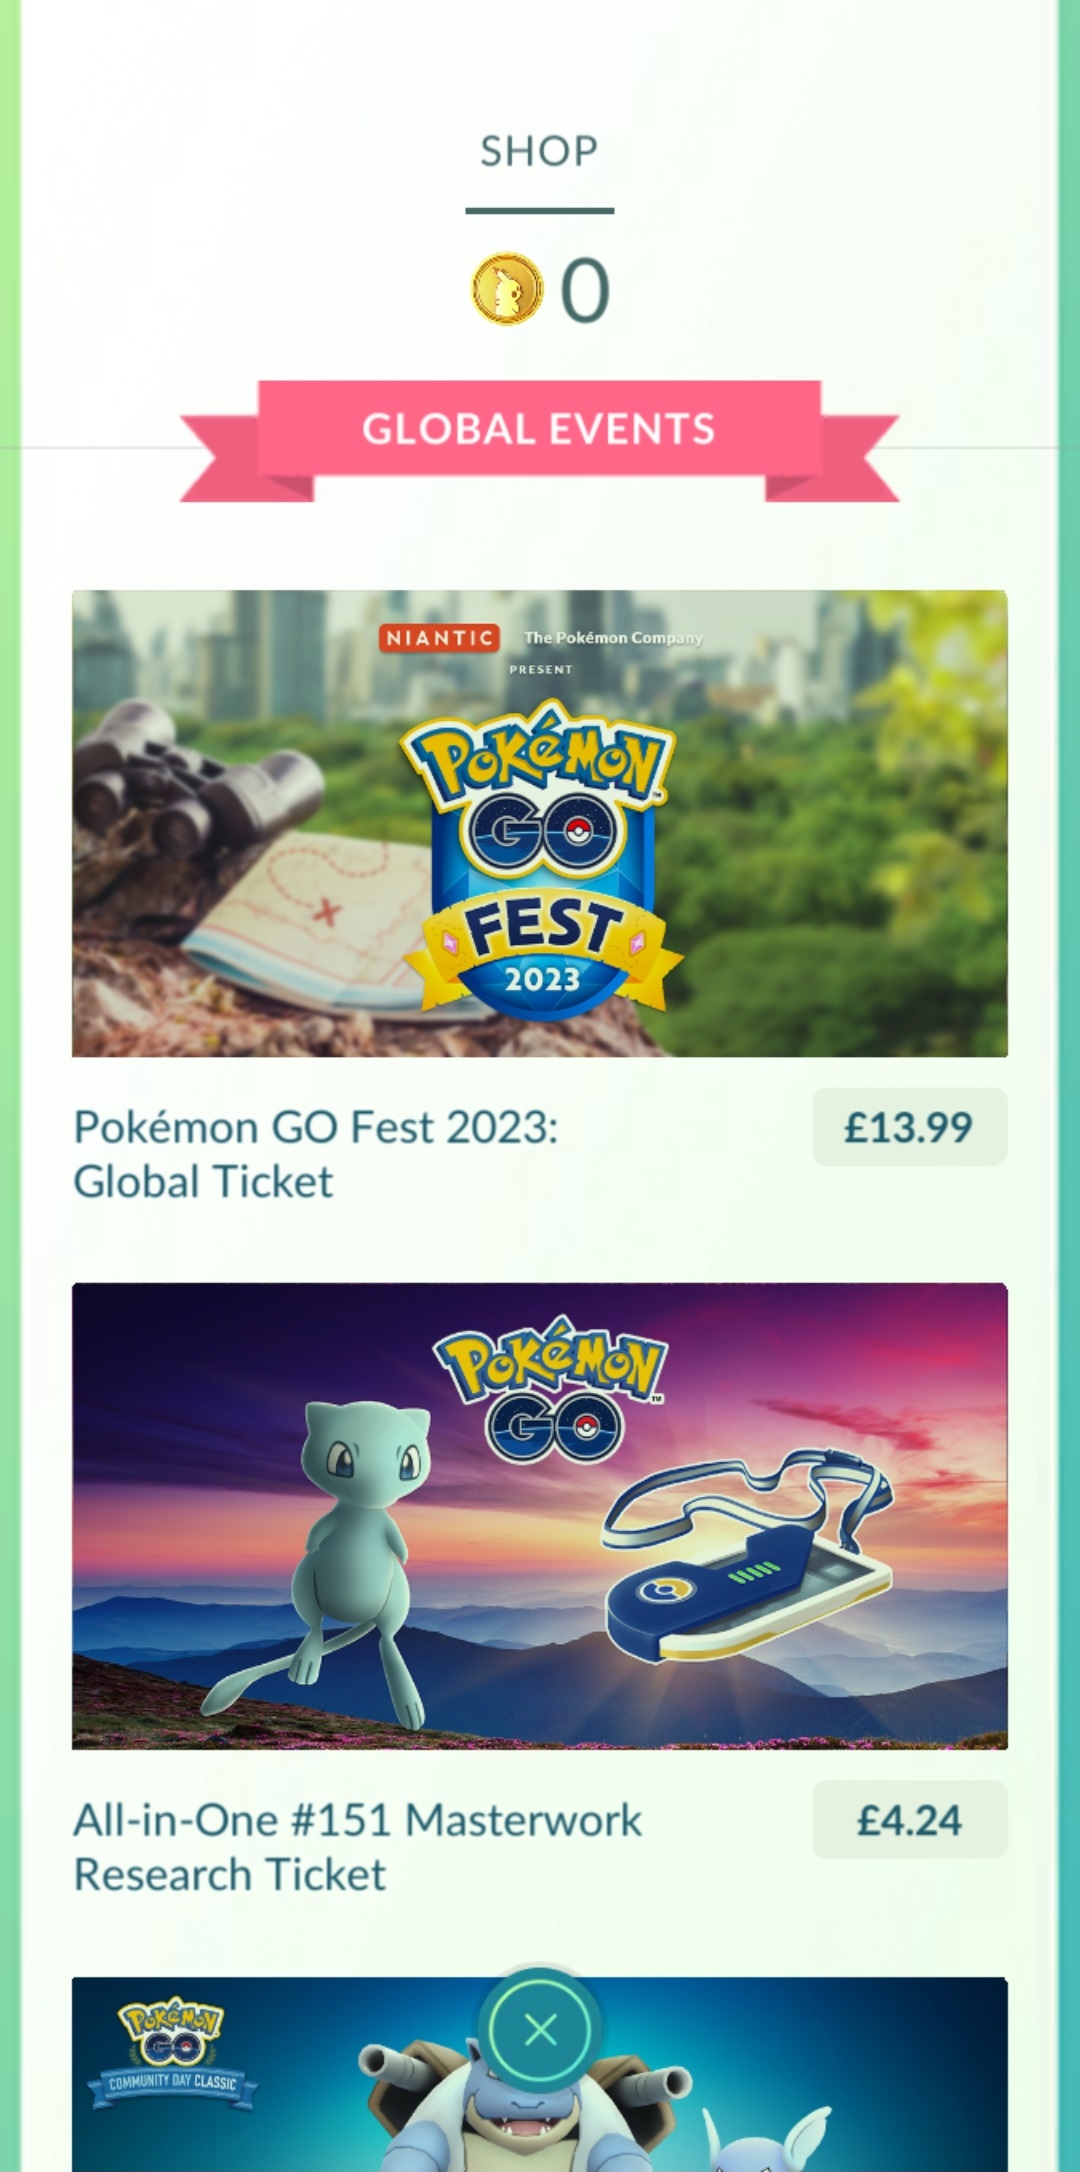 SHOP
0
GLOBAL EVENTS
NIANTIC The Pokémon Company
PRESENT
POKéMON
GO
FEST
2023
Pokémon GO Fest 2023:
Global Ticket
£13.99
POKéMON
GO
All-in-One #151 Masterwork
Research Ticket
£4.24
POKéMON
GO
COMMUNITY DAY CLASSIC